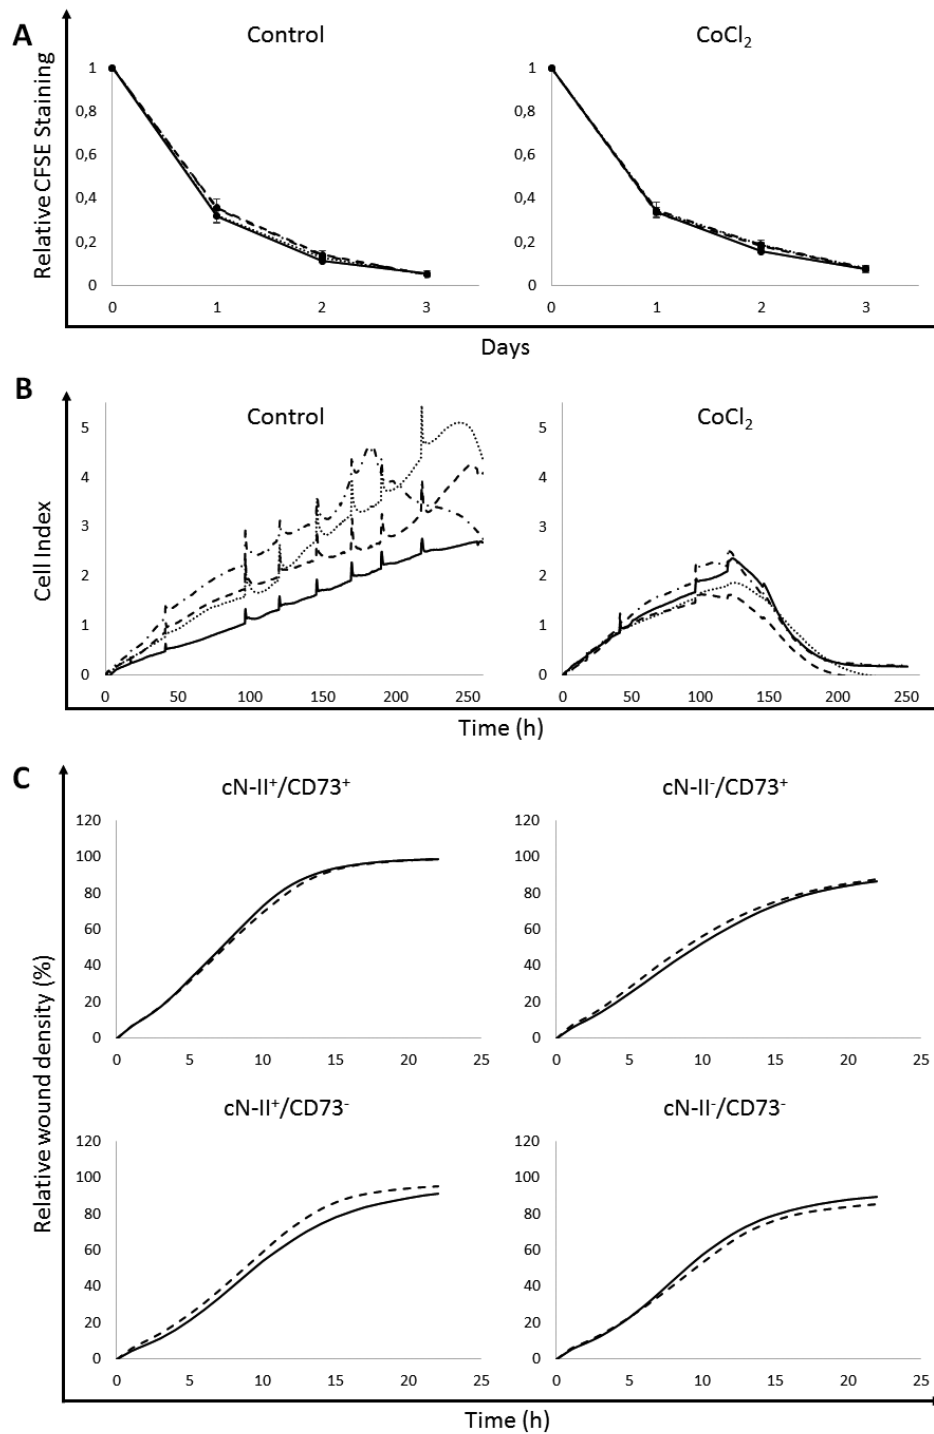 A
Control
CoCl2
Relative CFSE Staining
1
0,8
0,6
0,4
0,2
0
0 1 2 3
1
0,8
0,6
0,4
0,2
0
0 1 2 3
Days
B
Control
CoCl2
Cell Index
5
4
3
2
1
0
0 50 100 150 200 250
5
4
3
2
1
0
0 50 100 150 200 250
Time (h)
C
Relative wound density (%)
cN-II+/CD73+
120
100
80
60
40
20
0
0 5 10 15 20 25
cN-II-/CD73+
120
100
80
60
40
20
0
0 5 10 15 20 25
cN-II+/CD73-
120
100
80
60
40
20
0
0 5 10 15 20 25
cN-II-/CD73-
120
100
80
60
40
20
0
0 5 10 15 20 25
Time (h)